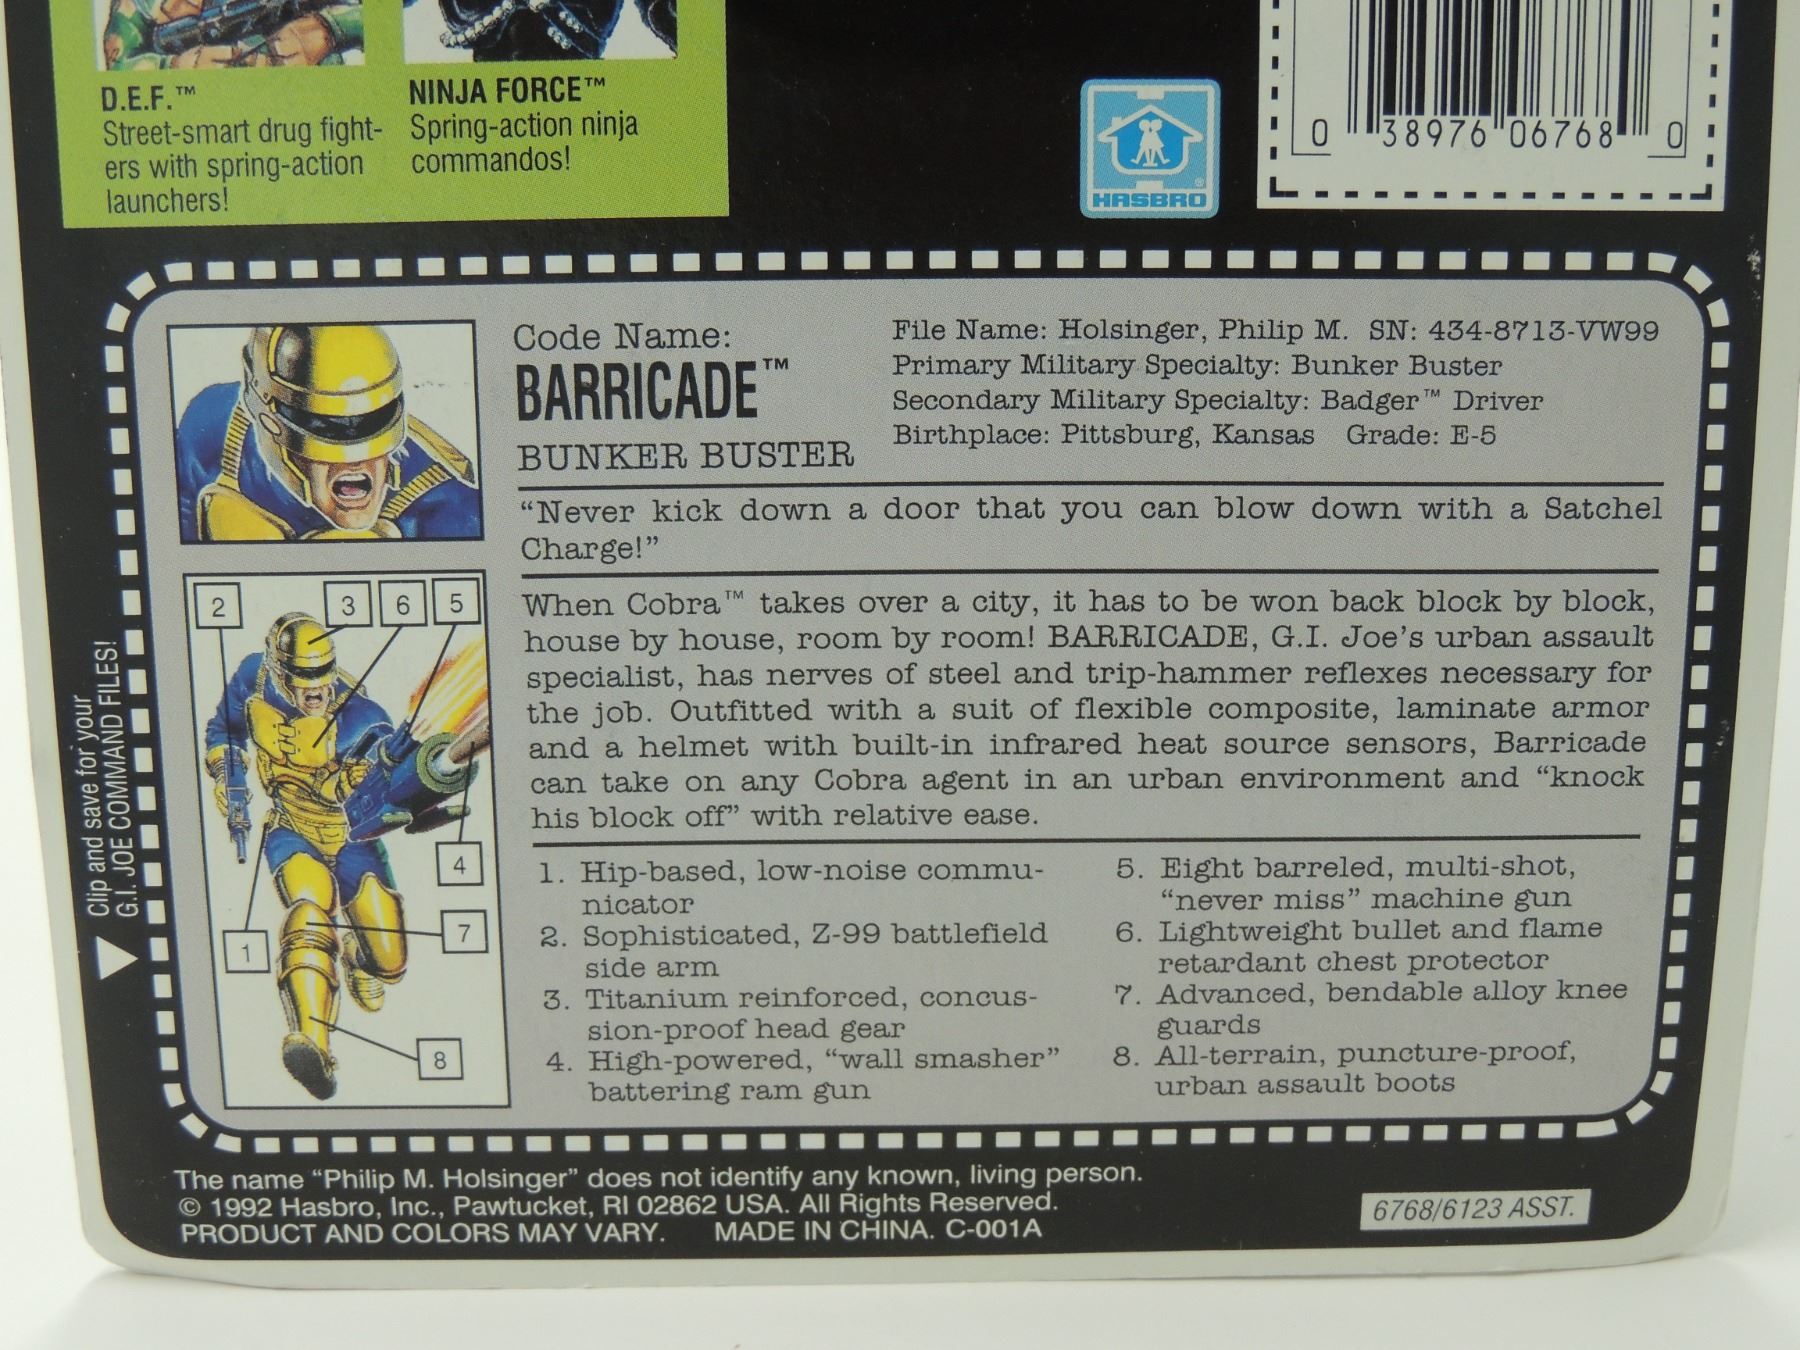 D.E.F.™
Street-smart drug fight-
ers with spring-action
launchers!
NINJA FORCE™
Spring-action ninja
commandos!
®
HASBRO
0 38976 06768 0
Clip and save for your
G.I. JOE COMMAND FILES!
Code Name:
BARRICADE™
BUNKER BUSTER
File Name: Holsinger, Philip M. SN: 434-8713-VW99
Primary Military Specialty: Bunker Buster
Secondary Military Specialty: Badger™ Driver
Birthplace: Pittsburg, Kansas Grade: E-5
“Never kick down a door that you can blow down with a Satchel
Charge!”
2 3 6 5
4
7
1
8
When Cobra™ takes over a city, it has to be won back block by block,
house by house, room by room! BARRICADE, G.I. Joe’s urban assault
specialist, has nerves of steel and trip-hammer reflexes necessary for
the job. Outfitted with a suit of flexible composite, laminate armor
and a helmet with built-in infrared heat source sensors, Barricade
can take on any Cobra agent in an urban environment and “knock
his block off” with relative ease.
1. Hip-based, low-noise commu-
nicator
2. Sophisticated, Z-99 battlefield
side arm
3. Titanium reinforced, concus-
sion-proof head gear
4. High-powered, “wall smasher”
battering ram gun
5. Eight barreled, multi-shot,
“never miss” machine gun
6. Lightweight bullet and flame
retardant chest protector
7. Advanced, bendable alloy knee
guards
8. All-terrain, puncture-proof,
urban assault boots
The name “Philip M. Holsinger” does not identify any known, living person.
© 1992 Hasbro, Inc., Pawtucket, RI 02862 USA. All Rights Reserved.
PRODUCT AND COLORS MAY VARY. MADE IN CHINA. C-001A
6768/6123 ASST.